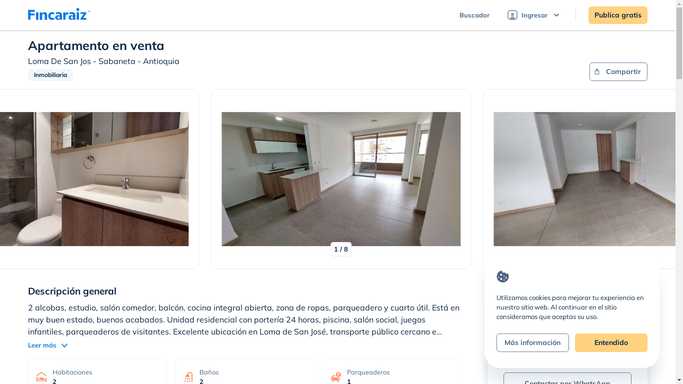 Fincaraiz
Buscador
Ingresar
Publica gratis
Apartamento en venta
Loma De San Jos - Sabaneta - Antioquia
Inmobiliaria
Compartir
1 / 8
Descripción general
2 alcobas, estudio, salón comedor, balcón, cocina integral abierta, zona de ropas, parqueadero y cuarto útil. Está en
muy buen estado, buenos acabados. Unidad residencial con portería 24 horas, piscina, salón social, juegos
infantiles, parqueaderos de visitantes. Excelente ubicación en Loma de San José, transporte público cercano e...
Leer más
Habitaciones
2
Baños
2
Parqueaderos
1
Utilizamos cookies para mejorar tu experiencia en
nuestro sitio web. Al continuar en el sitio
consideramos que aceptas su uso.
Más información
Entendido
Contactar por WhatsApp